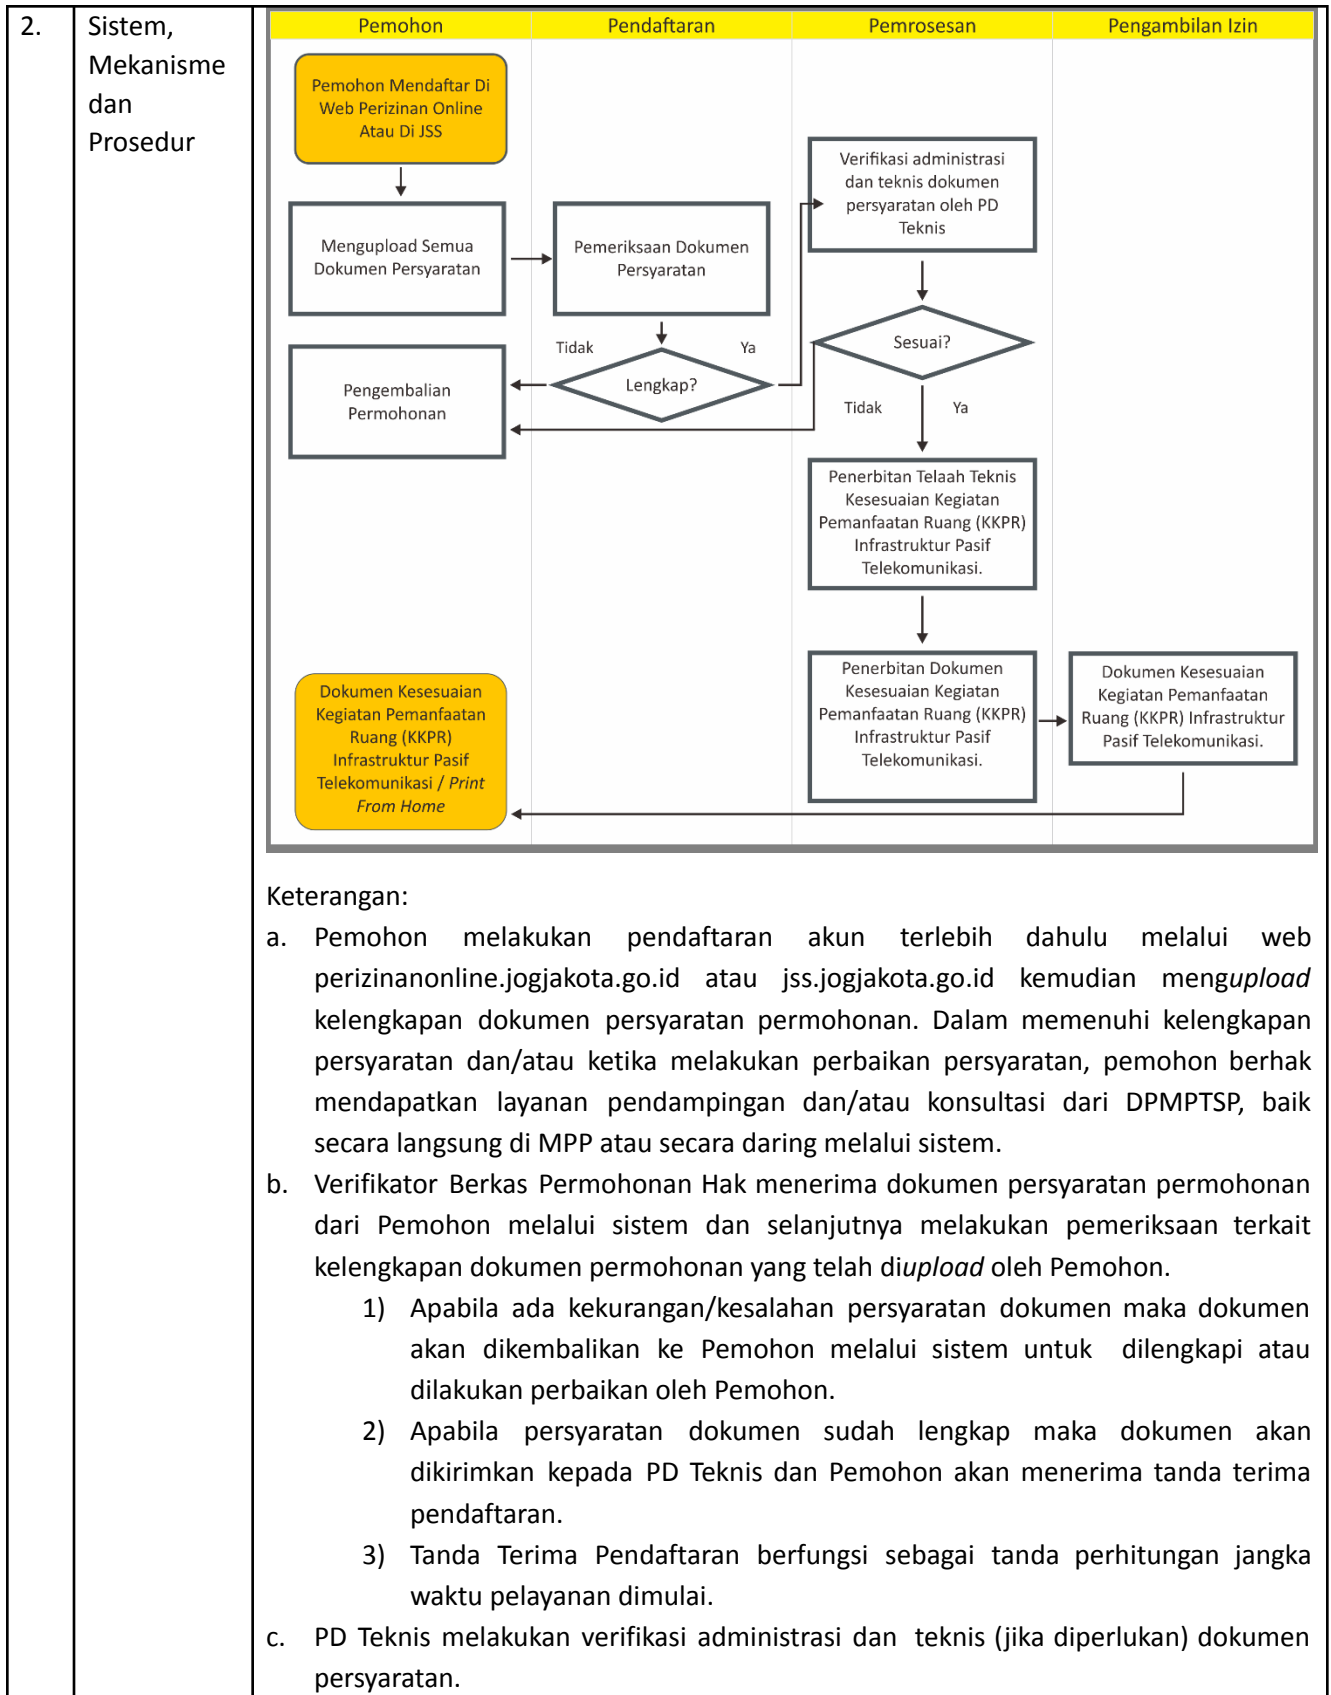 2.
Sistem,
Mekanisme
dan
Prosedur
Pemohon
Pendaftaran
Pemrosesan
Pengambilan Izin
Pemohon Mendaftar Di
Web Perizinan Online
Atau Di JSS
Mengupload Semua
Dokumen Persyaratan
Pemeriksaan Dokumen
Persyaratan
Verifikasi administrasi
dan teknis dokumen
persyaratan oleh PD
Teknis
Pengembalian
Permohonan
Tidak
Ya
Lengkap?
Sesuai?
Tidak
Ya
Penerbitan Telaah Teknis
Kesesuaian Kegiatan
Pemanfaatan Ruang (KKPR)
Infrastruktur Pasif
Telekomunikasi.
Penerbitan Dokumen
Kesesuaian Kegiatan
Pemanfaatan Ruang (KKPR)
Infrastruktur Pasif
Telekomunikasi.
Dokumen Kesesuaian
Kegiatan Pemanfaatan
Ruang (KKPR) Infrastruktur
Pasif Telekomunikasi.
Dokumen Kesesuaian
Kegiatan Pemanfaatan
Ruang (KKPR)
Infrastruktur Pasif
Telekomunikasi / Print
From Home
Keterangan:
a. Pemohon melakukan pendaftaran akun terlebih dahulu melalui web
perizinanonline.jogjakota.go.id atau jss.jogjakota.go.id kemudian mengupload
kelengkapan dokumen persyaratan permohonan. Dalam memenuhi kelengkapan
persyaratan dan/atau ketika melakukan perbaikan persyaratan, pemohon berhak
mendapatkan layanan pendampingan dan/atau konsultasi dari DPMPTSP, baik
secara langsung di MPP atau secara daring melalui sistem.
b. Verifikator Berkas Permohonan Hak menerima dokumen persyaratan permohonan
dari Pemohon melalui sistem dan selanjutnya melakukan pemeriksaan terkait
kelengkapan dokumen permohonan yang telah diupload oleh Pemohon.
1) Apabila ada kekurangan/kesalahan persyaratan dokumen maka dokumen
akan dikembalikan ke Pemohon melalui sistem untuk dilengkapi atau
dilakukan perbaikan oleh Pemohon.
2) Apabila persyaratan dokumen sudah lengkap maka dokumen akan
dikirimkan kepada PD Teknis dan Pemohon akan menerima tanda terima
pendaftaran.
3) Tanda Terima Pendaftaran berfungsi sebagai tanda perhitungan jangka
waktu pelayanan dimulai.
c. PD Teknis melakukan verifikasi administrasi dan teknis (jika diperlukan) dokumen
persyaratan.